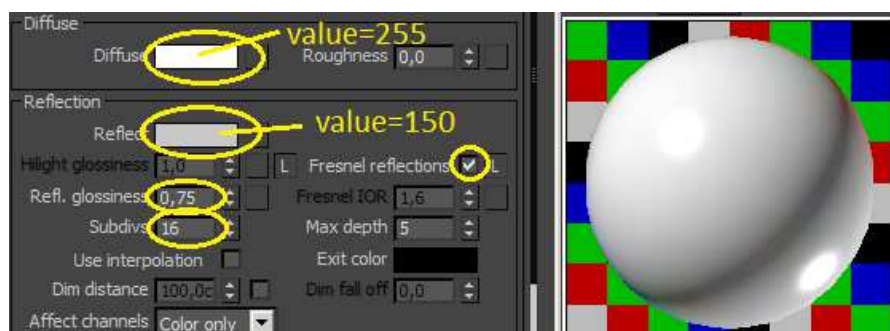 Diffuse
value=255
Diffuse Roughness 0,0
Reflection
value=150
Reflect
Hilight glossiness 1,0 L Fresnel reflections L
Refl. glossiness 0,75 Fresnel IOR 1,6
Subdivs 16 Max depth 5
Use interpolation Exit color
Dim distance 100,0c Dim fall off 0,0
Affect channels Color only